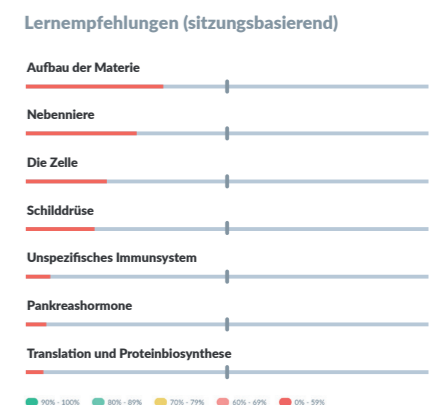 Lernempfehlungen (sitzungsbasierend)
Aufbau der Materie
Nebenniere
Die Zelle
Schilddrüse
Unspezifisches Immunsystem
Pankreashormone
Translation und Proteinbiosynthese
90% - 100% 80% - 89% 70% - 79% 60% - 69% 0% - 59%